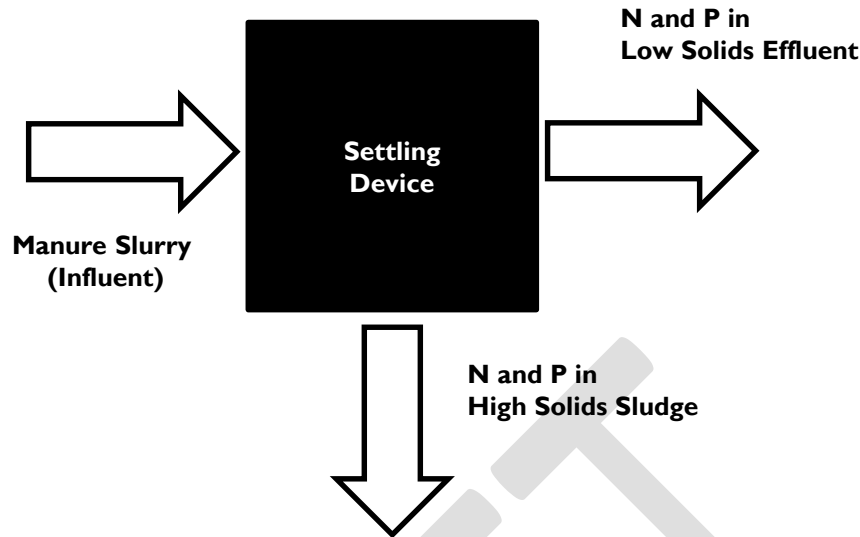 N and P in
Low Solids Effluent
Settling
Device
Manure Slurry
(Influent)
N and P in
High Solids Sludge